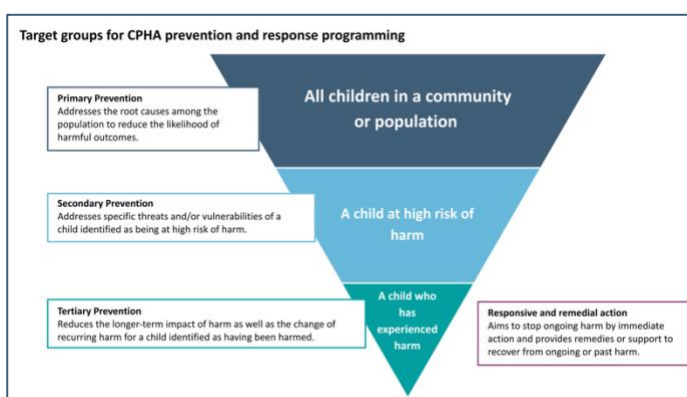 Target groups for CPHA prevention and response programming
All children in a community
or population
Primary Prevention
Addresses the root causes among the
population to reduce the likelihood of
harmful outcomes.
Secondary Prevention
Addresses specific threats and/or vulnerabilities of a
child identified as being at high risk of harm.
A child at high risk of
harm
Tertiary Prevention
Reduces the longer-term impact of harm as well as the change of
recurring harm for a child identified as having been harmed.
A child who
has
experienced
harm
Responsive and remedial action
Aims to stop ongoing harm by immediate
action and provides remedies or support to
recover from ongoing or past harm.